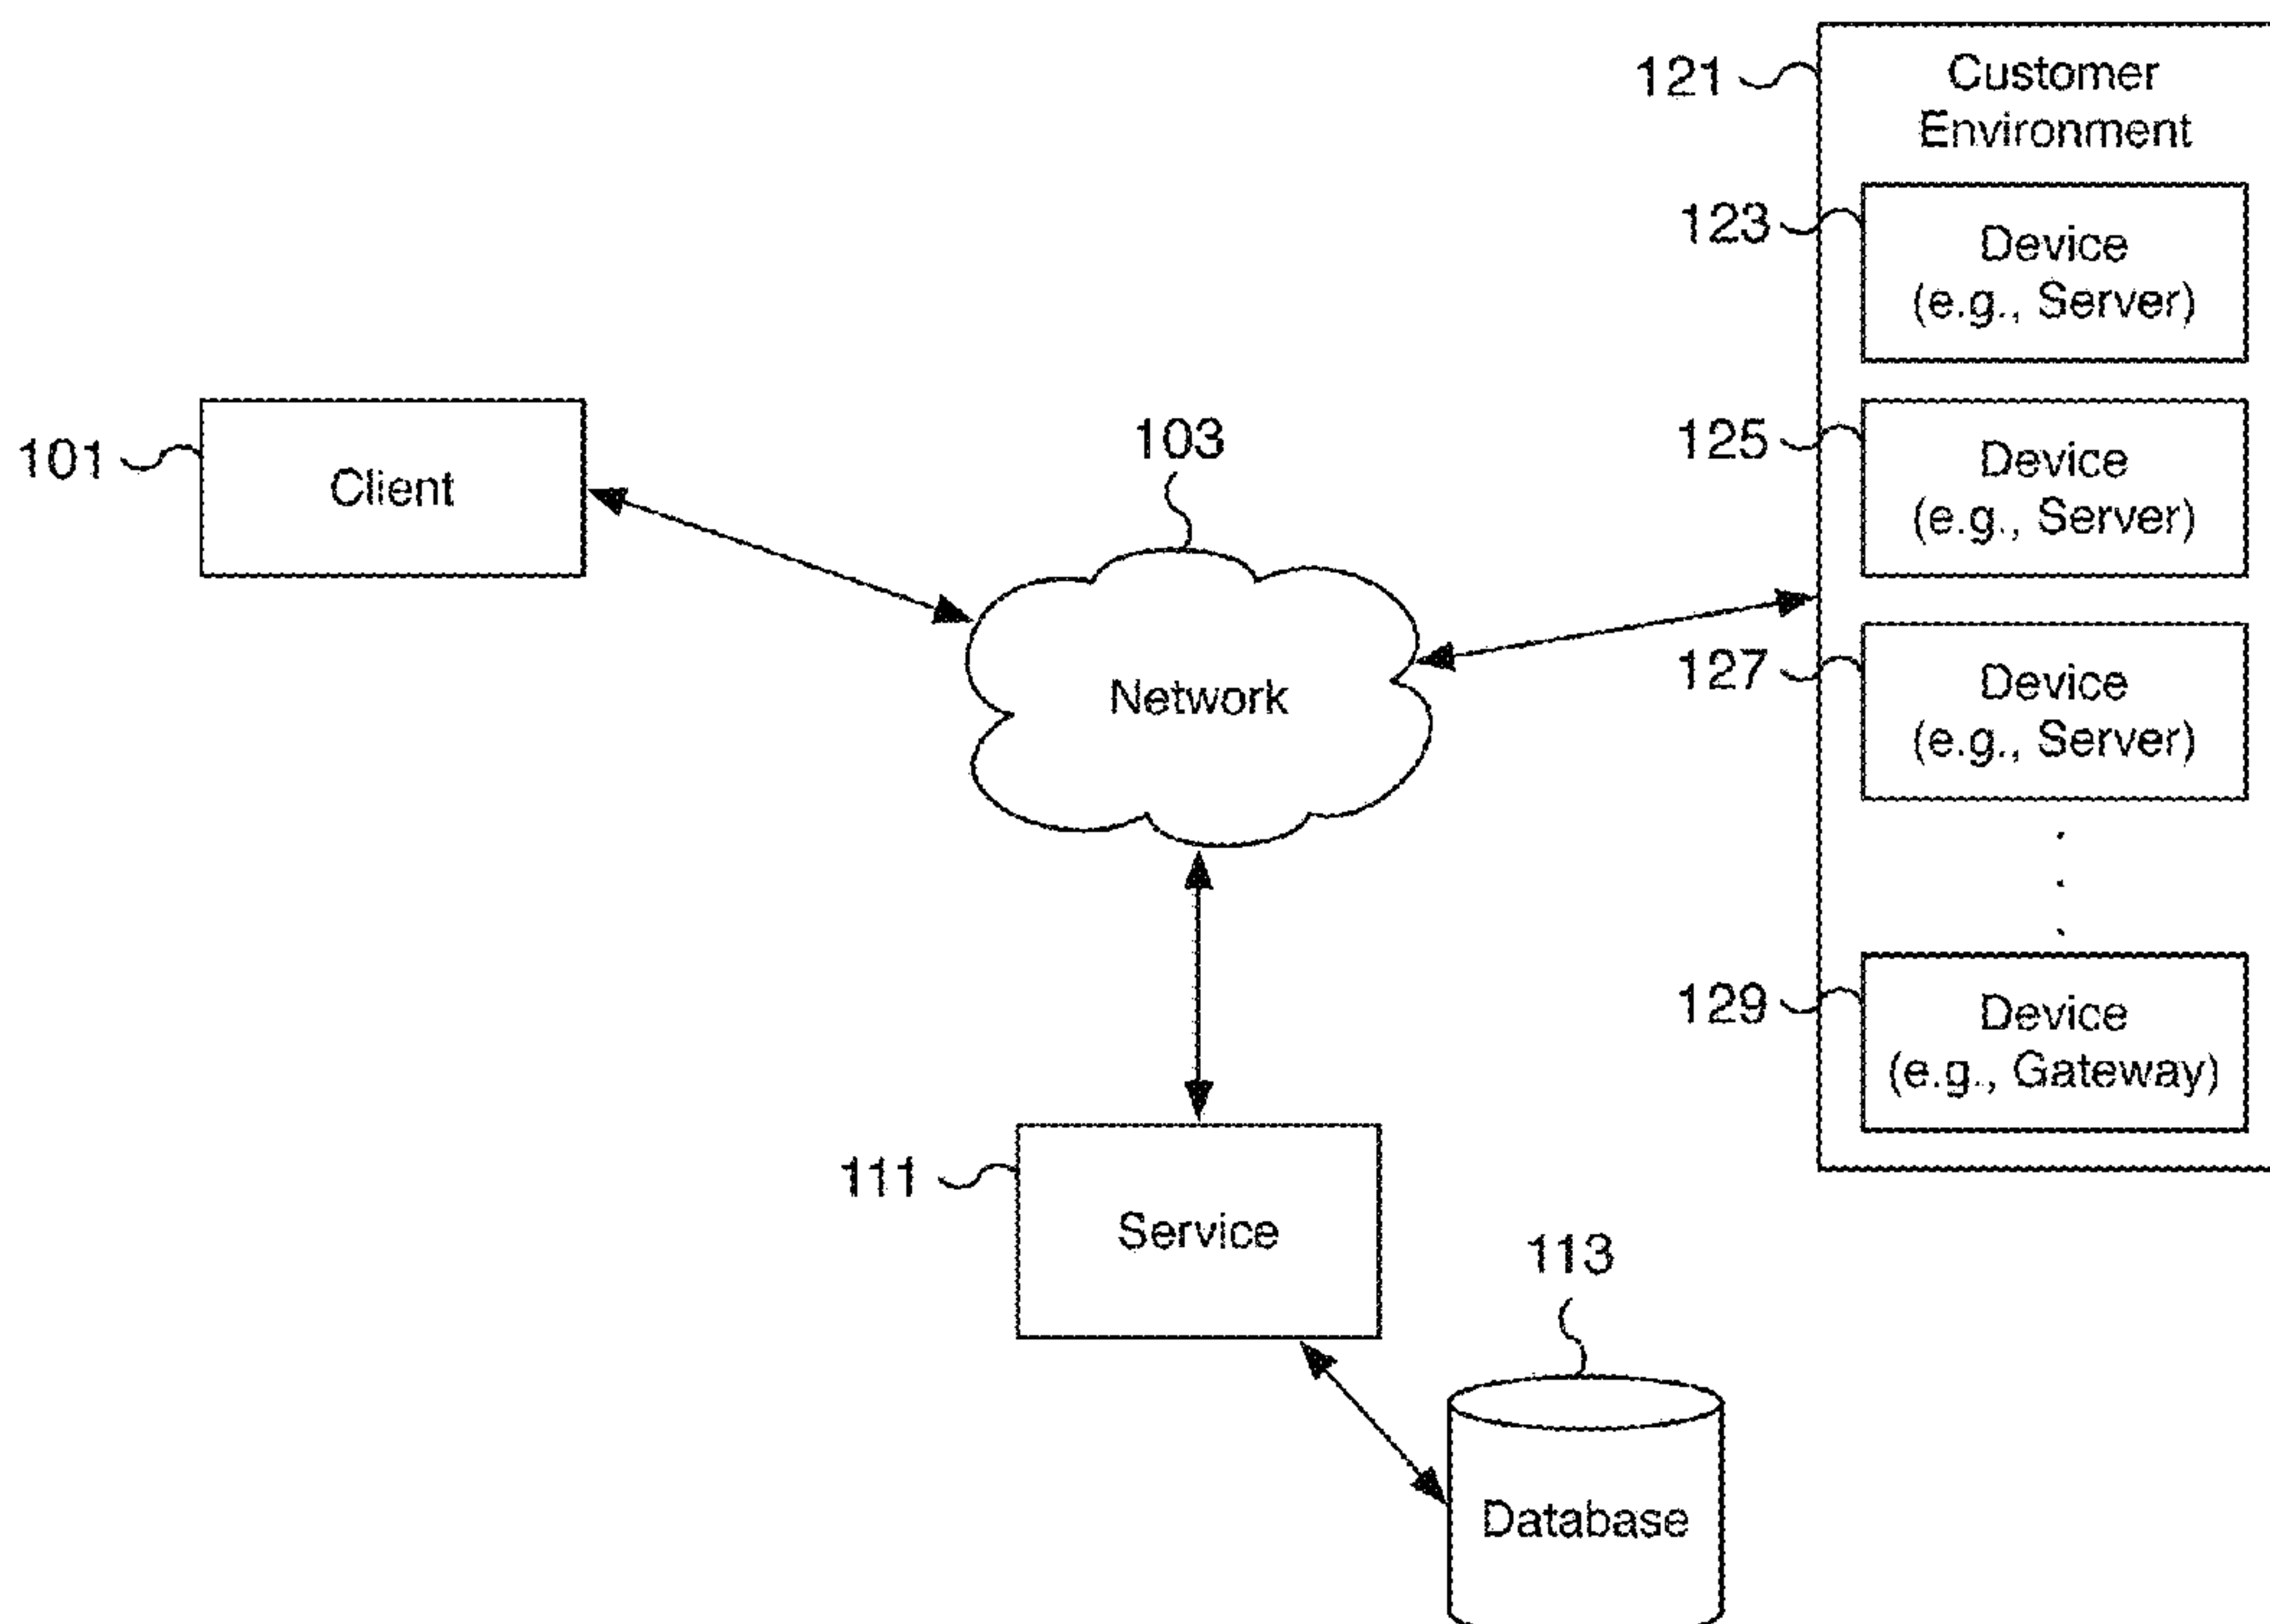 121
Customer
Environment
123
Device
(e.g., Server)
101
Client
103
125
Device
(e.g., Server)
Network
127
Device
(e.g., Server)
.
.
.
129
Device
(e.g., Gateway)
111
Service
113
Database